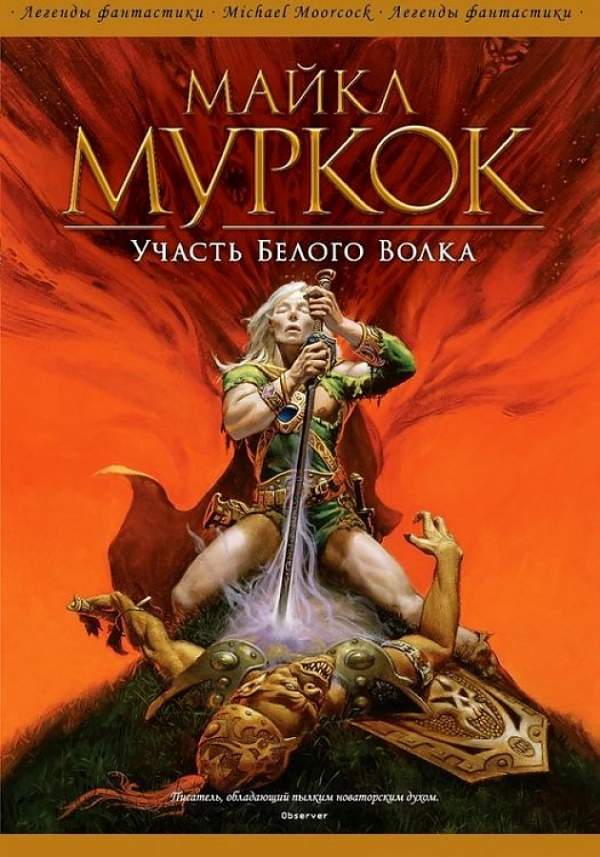 Легенды фантастики · Michael Moorcock · Легенды фантастики ·
МАЙКЛ
МУРКОК
УЧАСТЬ БЕЛОГО ВОЛКА
Писатель, обладающий пылким новаторским духом.
Observer